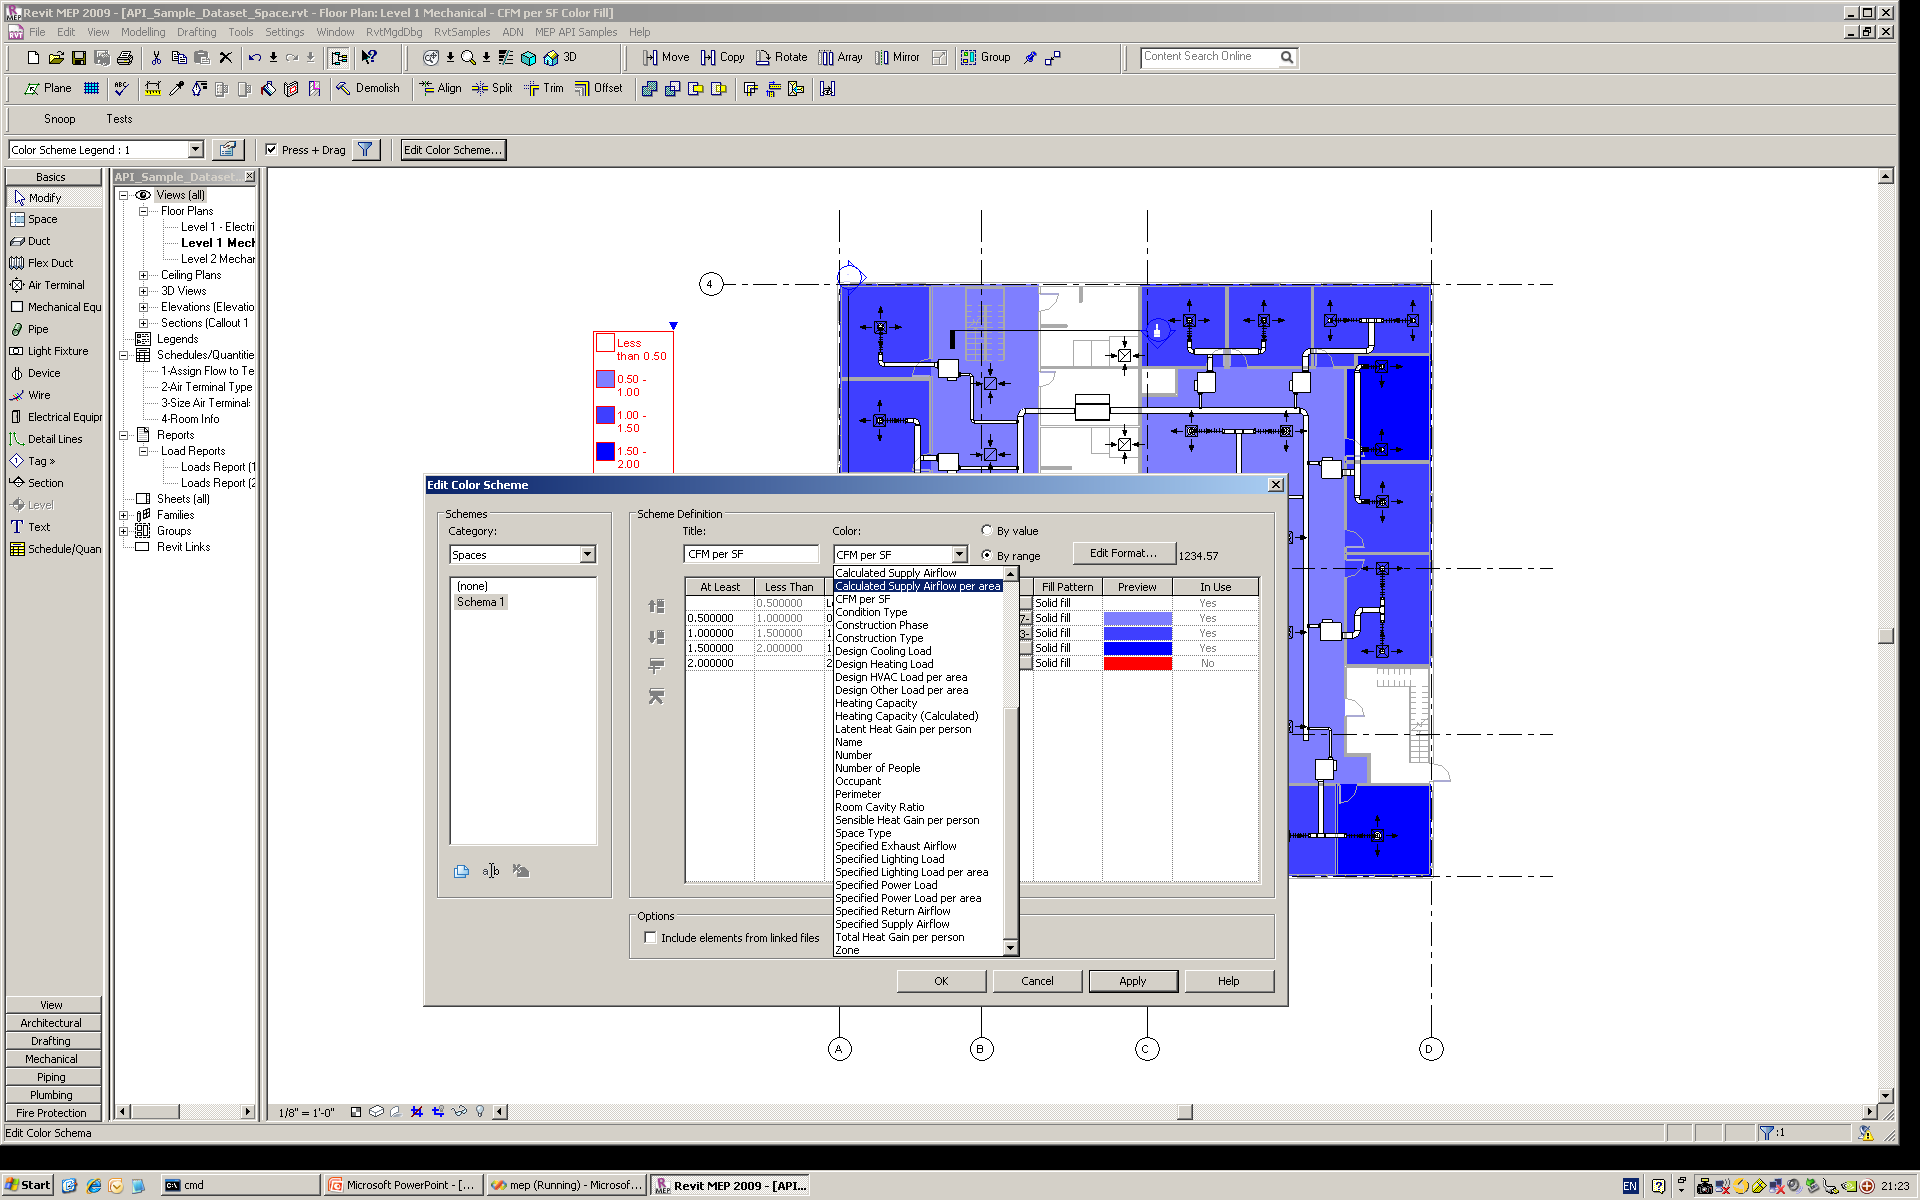 Revit MEP 2009 - [API_Sample_Dataset_Space.rvt - Floor Plan: Level 1 Mechanical - CFM per SF Color Fill]
File Edit View Modelling Drafting Tools Settings Window RvtMgdDbg RvtSamples ADN MEP API Samples Help
3D Move Copy Rotate Array Mirror Group Content Search Online
Plane Demolish Align Split Trim Offset
Snoop Tests
Color Scheme Legend : 1 Press + Drag Edit Color Scheme...
Basics
Modify
Space
Duct
Flex Duct
Air Terminal
Mechanical Equ
Pipe
Light Fixture
Device
Wire
Electrical Equip
Detail Lines
Tag »
Section
Level
Text
Schedule/Quan
View
Architectural
Drafting
Mechanical
Piping
Plumbing
Fire Protection
API_Sample_Dataset...
Views (all)
Floor Plans
Level 1 - Electri
Level 1 Mech
Level 2 Mechar
Ceiling Plans
3D Views
Elevations (Elevatio
Sections (Callout 1
Legends
Schedules/Quantitie
1-Assign Flow to Te
2-Air Terminal Type
3-Size Air Terminal:
4-Room Info
Reports
Load Reports
Loads Report (1
Loads Report (2
Sheets (all)
Families
Groups
Revit Links
4
Less
than 0.50
0.50 -
1.00
1.00 -
1.50
1.50 -
2.00
Edit Color Scheme
Schemes
Category:
Spaces
(none)
Schema 1
Scheme Definition
Title:
CFM per SF
Color:
CFM per SF
By value
By range
Edit Format...
1234.57
At Least Less Than Fill Pattern Preview In Use
0.500000 Solid fill Yes
0.500000 1.000000 Solid fill Yes
1.000000 1.500000 Solid fill Yes
1.500000 2.000000 Solid fill Yes
2.000000 Solid fill No
Calculated Supply Airflow
Calculated Supply Airflow per area
CFM per SF
Condition Type
Construction Phase
Construction Type
Design Cooling Load
Design Heating Load
Design HVAC Load per area
Design Other Load per area
Heating Capacity
Heating Capacity (Calculated)
Latent Heat Gain per person
Name
Number
Number of People
Occupant
Perimeter
Room Cavity Ratio
Sensible Heat Gain per person
Space Type
Specified Exhaust Airflow
Specified Lighting Load
Specified Lighting Load per area
Specified Power Load
Specified Power Load per area
Specified Return Airflow
Specified Supply Airflow
Total Heat Gain per person
Zone
Options
Include elements from linked files
OK Cancel Apply Help
A B C D
1/8" = 1'-0"
Edit Color Schema
:1
Start cmd Microsoft PowerPoint - [... mep (Running) - Microsof... Revit MEP 2009 - [API... EN 21:23